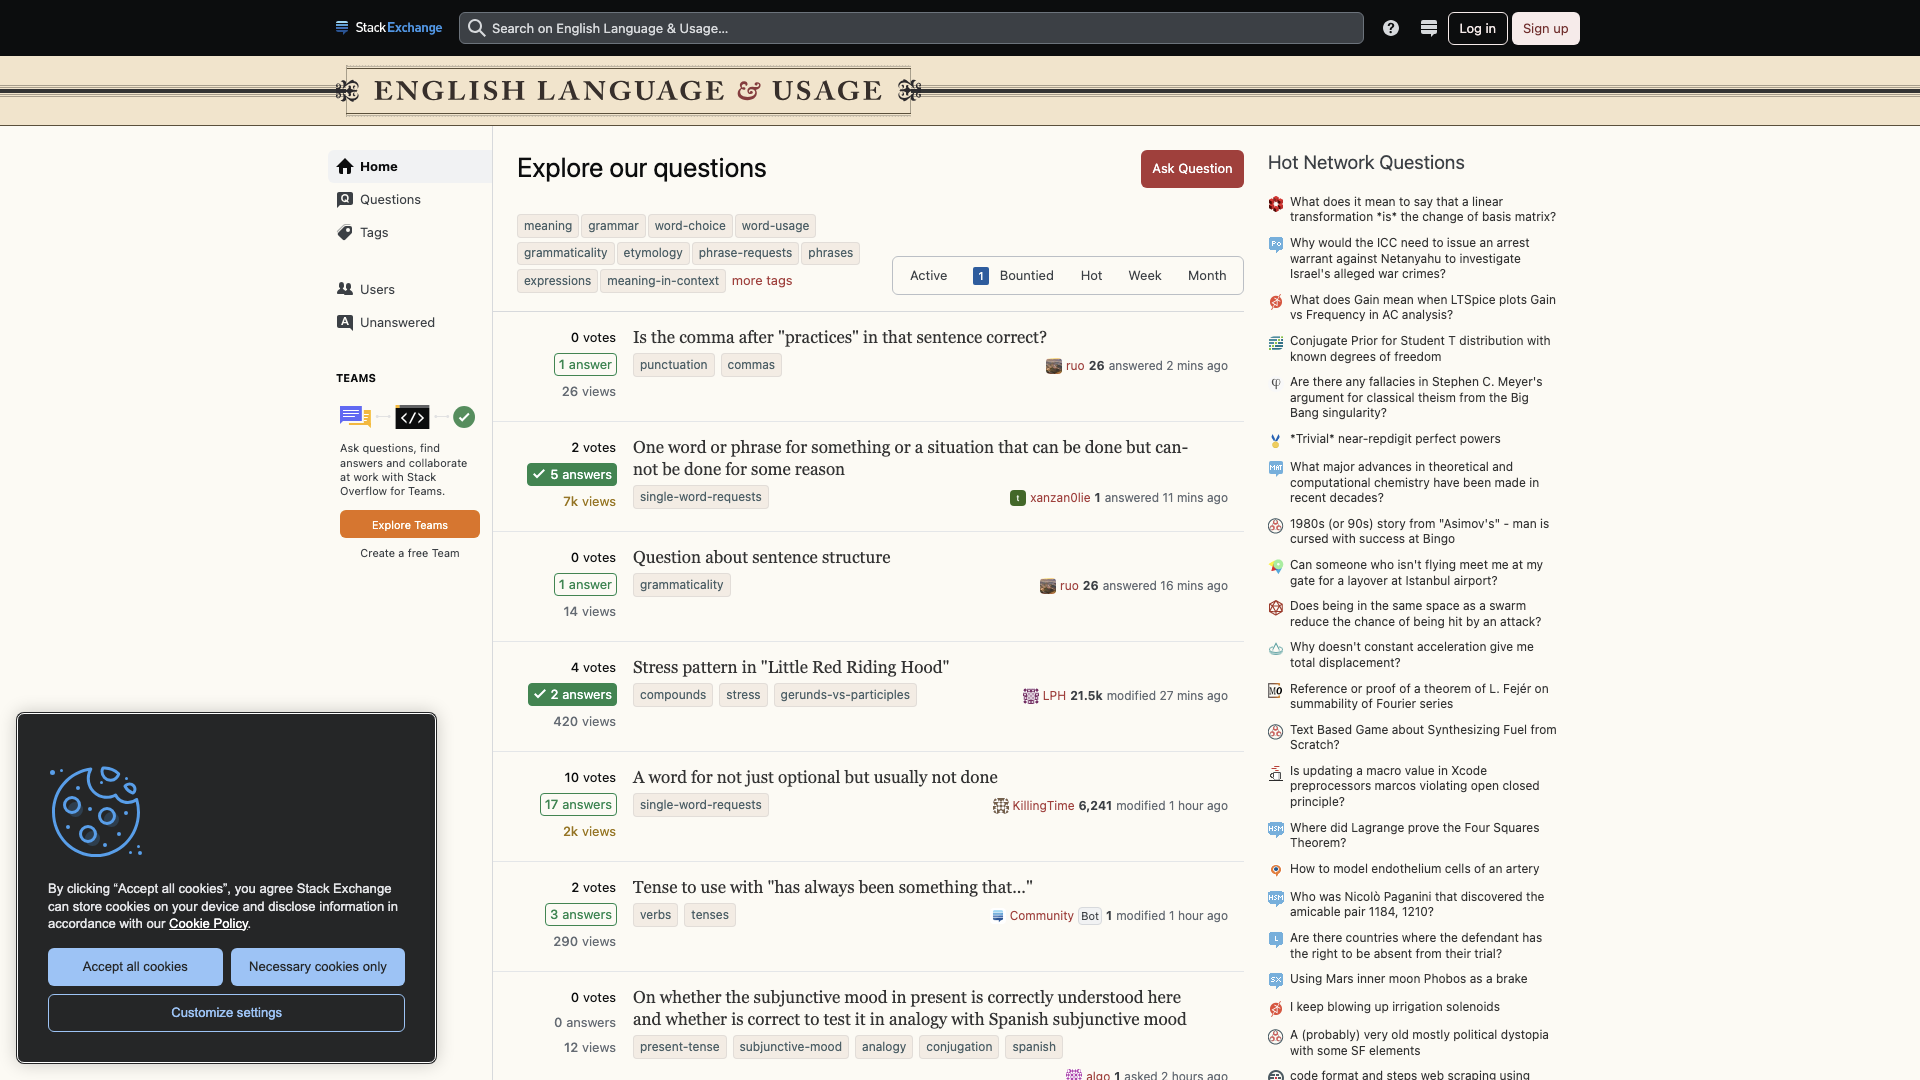 StackExchange
Search on English Language & Usage…
Log in
Sign up
ENGLISH LANGUAGE & USAGE
Home
Questions
Tags
Users
Unanswered
TEAMS
Ask questions, find
answers and collaborate
at work with Stack
Overflow for Teams.
Explore Teams
Create a free Team
Explore our questions
Ask Question
meaning grammar word-choice word-usage
grammaticality etymology phrase-requests phrases
expressions meaning-in-context more tags
Active 1 Bountied Hot Week Month
0 votes
1 answer
26 views
Is the comma after "practices" in that sentence correct?
punctuation commas
ruo 26 answered 2 mins ago
2 votes
5 answers
7k views
One word or phrase for something or a situation that can be done but can-
not be done for some reason
single-word-requests
t xanzan0lie 1 answered 11 mins ago
0 votes
1 answer
14 views
Question about sentence structure
grammaticality
ruo 26 answered 16 mins ago
4 votes
2 answers
420 views
Stress pattern in "Little Red Riding Hood"
compounds stress gerunds-vs-participles
LPH 21.5k modified 27 mins ago
10 votes
17 answers
2k views
A word for not just optional but usually not done
single-word-requests
KillingTime 6,241 modified 1 hour ago
2 votes
3 answers
290 views
Tense to use with "has always been something that..."
verbs tenses
Community Bot 1 modified 1 hour ago
0 votes
0 answers
12 views
On whether the subjunctive mood in present is correctly understood here
and whether is correct to test it in analogy with Spanish subjunctive mood
present-tense subjunctive-mood analogy conjugation spanish
algo 1 asked 2 hours ago
Hot Network Questions
What does it mean to say that a linear
transformation *is* the change of basis matrix?
Why would the ICC need to issue an arrest
warrant against Netanyahu to investigate
Israel's alleged war crimes?
What does Gain mean when LTSpice plots Gain
vs Frequency in AC analysis?
Conjugate Prior for Student T distribution with
known degrees of freedom
Are there any fallacies in Stephen C. Meyer's
argument for classical theism from the Big
Bang singularity?
*Trivial* near-repdigit perfect powers
What major advances in theoretical and
computational chemistry have been made in
recent decades?
1980s (or 90s) story from "Asimov's" - man is
cursed with success at Bingo
Can someone who isn't flying meet me at my
gate for a layover at Istanbul airport?
Does being in the same space as a swarm
reduce the chance of being hit by an attack?
Why doesn't constant acceleration give me
total displacement?
Reference or proof of a theorem of L. Fejér on
summability of Fourier series
Text Based Game about Synthesizing Fuel from
Scratch?
Is updating a macro value in Xcode
preprocessors marcos violating open closed
principle?
Where did Lagrange prove the Four Squares
Theorem?
How to model endothelium cells of an artery
Who was Nicolò Paganini that discovered the
amicable pair 1184, 1210?
Are there countries where the defendant has
the right to be absent from their trial?
Using Mars inner moon Phobos as a brake
I keep blowing up irrigation solenoids
A (probably) very old mostly political dystopia
with some SF elements
code format and steps web scraping using
By clicking “Accept all cookies”, you agree Stack Exchange
can store cookies on your device and disclose information in
accordance with our Cookie Policy.
Accept all cookies
Necessary cookies only
Customize settings